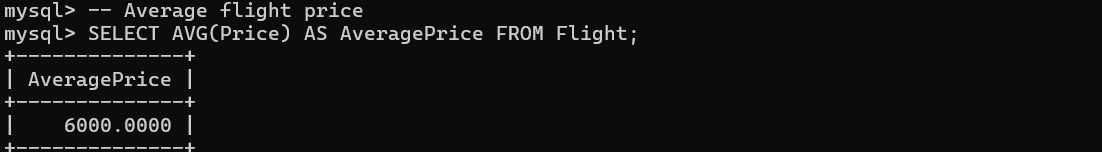 mysql> -- Average flight price
mysql> SELECT AVG(Price) AS AveragePrice FROM Flight;
+--------------+
| AveragePrice |
+--------------+
|    6000.0000 |
+--------------+